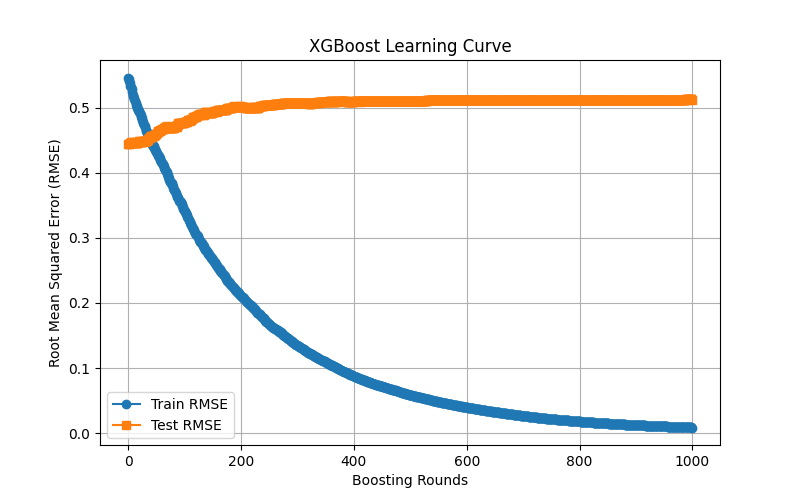 XGBoost Learning Curve
Root Mean Squared Error (RMSE)
0.5
0.4
0.3
0.2
0.1
0.0
Train RMSE
Test RMSE
0 200 400 600 800 1000
Boosting Rounds